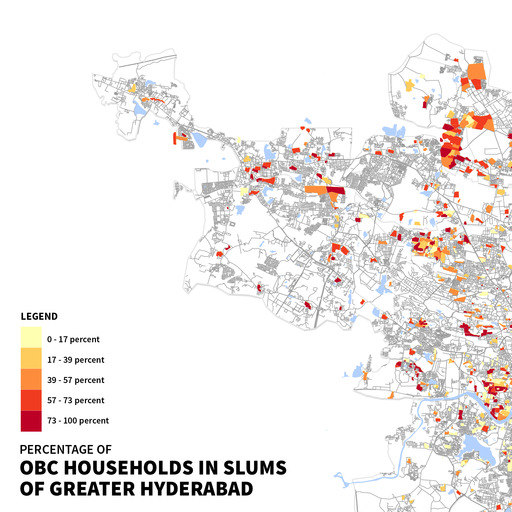 LEGEND
0 - 17 percent
17 - 39 percent
39 - 57 percent
57 - 73 percent
73 - 100 percent
PERCENTAGE OF
OBC HOUSEHOLDS IN SLUMS
OF GREATER HYDERABAD